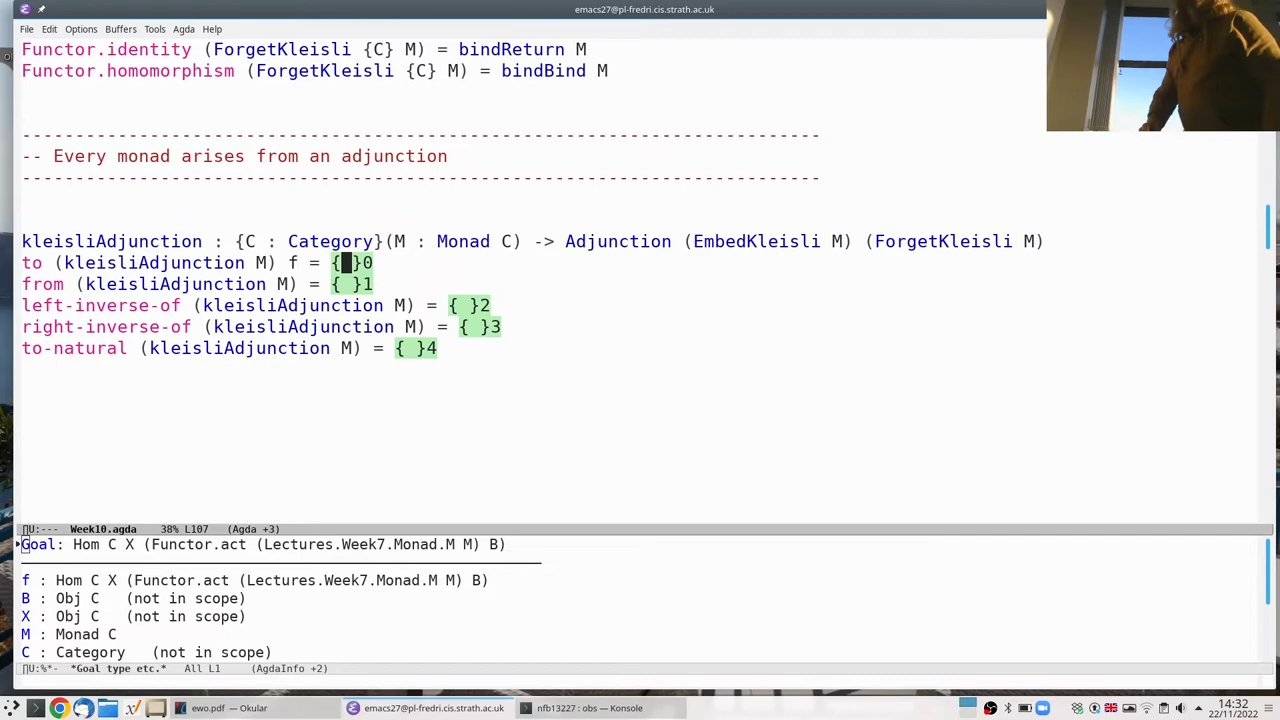 emacs27@pl-fredri.cis.strath.ac.uk
File Edit Options Buffers Tools Agda Help
Functor.identity (ForgetKleisli {C} M) = bindReturn M
Functor.homomorphism (ForgetKleisli {C} M) = bindBind M
----------------------------------------------------------------------------
-- Every monad arises from an adjunction
----------------------------------------------------------------------------
kleisliAdjunction : {C : Category}(M : Monad C) -> Adjunction (EmbedKleisli M) (ForgetKleisli M)
to (kleisliAdjunction M) f = { }0
from (kleisliAdjunction M) = { }1
left-inverse-of (kleisliAdjunction M) = { }2
right-inverse-of (kleisliAdjunction M) = { }3
to-natural (kleisliAdjunction M) = { }4
U:--- Week10.agda 38% L107 (Agda +3)
Goal: Hom C X (Functor.act (Lectures.Week7.Monad.M M) B)
f : Hom C X (Functor.act (Lectures.Week7.Monad.M M) B)
B : Obj C (not in scope)
X : Obj C (not in scope)
M : Monad C
C : Category (not in scope)
U:%*- *Goal type etc.* All L1 (AgdaInfo +2)
ewo.pdf — Okular
emacs27@pl-fredri.cis.strath.ac.uk
nfb13227 : obs — Konsole
14:32
22/11/2022